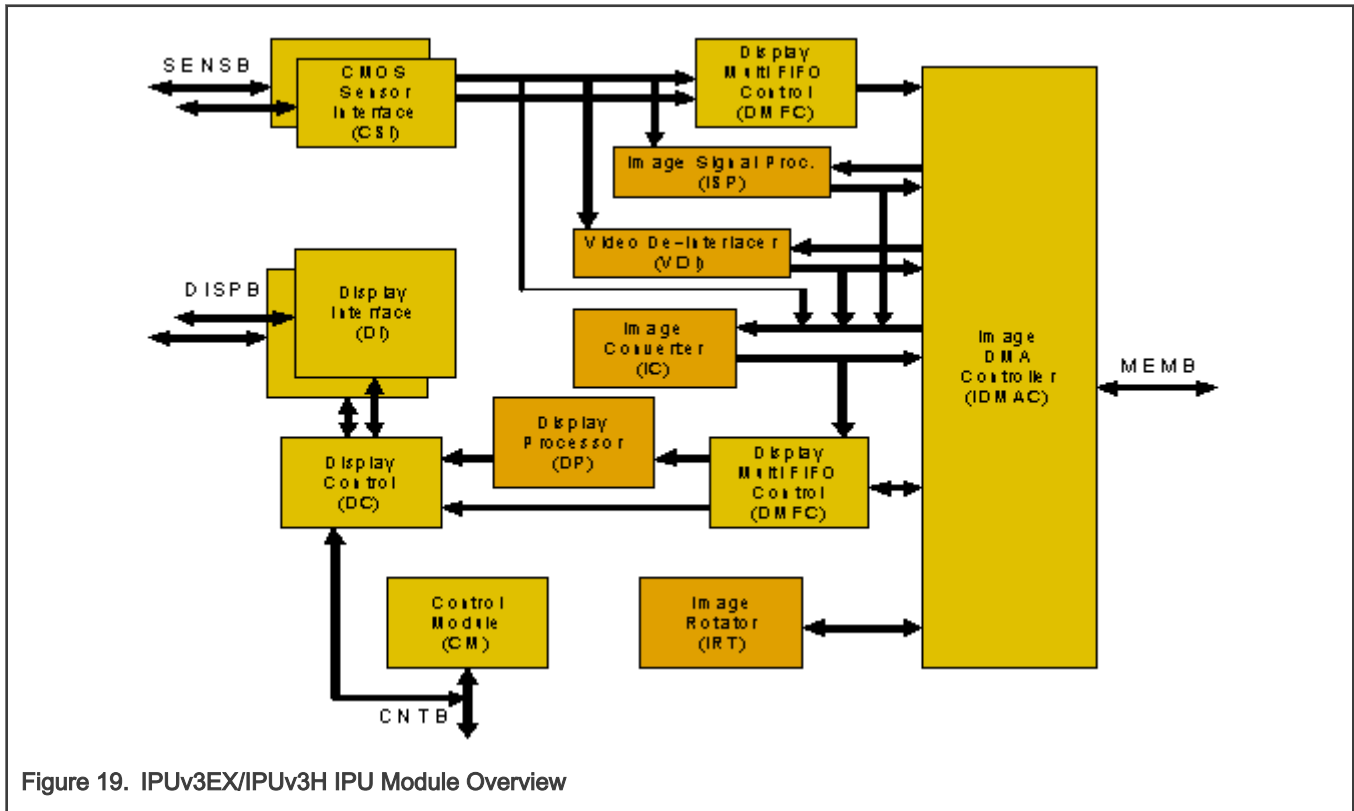 SENSB
CMOS
Sensor
Interface
(CSI)
Display
Multi FIFO
Control
(DMFC)
Image Signal Proc.
(ISP)
Video De-Interlacer
(VDI)
DISPB
Display
Interface
(DI)
Image
Converter
(IC)
Image
DMA
Controller
(IDMAC)
MEMB
Display
Processor
(DP)
Display
Control
(DC)
Display
Multi FIFO
Control
(DMFC)
Control
Module
(CM)
Image
Rotator
(IRT)
CNTB
Figure 19. IPUv3EX/IPUv3H IPU Module Overview